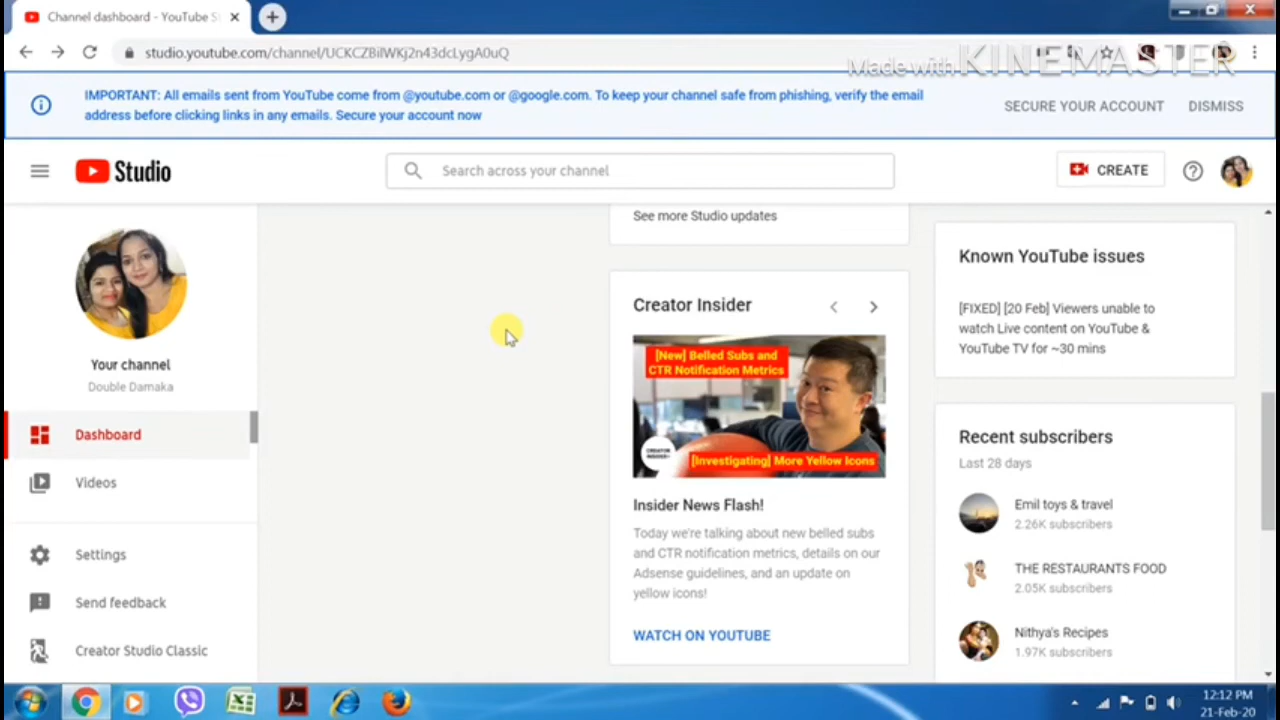 Channel dashboard - YouTube S
studio.youtube.com/channel/UCKCZBilWKj2n43dcLygA0uQ
Made with KINEMASTER
IMPORTANT: All emails sent from YouTube come from @youtube.com or @google.com. To keep your channel safe from phishing, verify the email
address before clicking links in any emails. Secure your account now
SECURE YOUR ACCOUNT
DISMISS
Studio
Search across your channel
CREATE
Your channel
Double Damaka
Dashboard
Videos
Settings
Send feedback
Creator Studio Classic
See more Studio updates
Creator Insider
[New] Belled Subs and
CTR Notification Metrics
CREATOR
INSIDER
[Investigating] More Yellow Icons
Insider News Flash!
Today we're talking about new belled subs
and CTR notification metrics, details on our
Adsense guidelines, and an update on
yellow icons!
WATCH ON YOUTUBE
Known YouTube issues
[FIXED] [20 Feb] Viewers unable to
watch Live content on YouTube &
YouTube TV for ~30 mins
Recent subscribers
Last 28 days
Emil toys & travel
2.26K subscribers
THE RESTAURANTS FOOD
2.05K subscribers
Nithya's Recipes
1.97K subscribers
12:12 PM
21-Feb-20